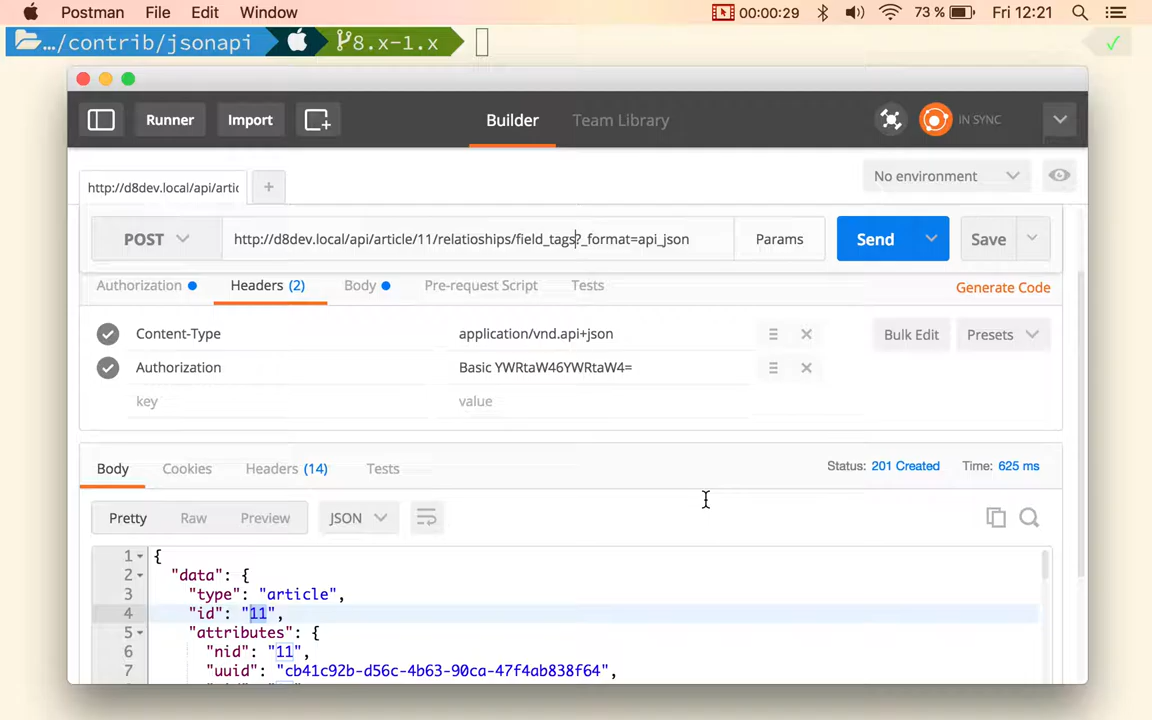 Postman File Edit Window 00:00:29 73 % Fri 12:21
.../contrib/jsonapi 8.x-1.x
Runner Import Builder Team Library IN SYNC
http://d8dev.local/api/artic No environment
POST http://d8dev.local/api/article/11/relatioships/field_tags?_format=api_json Params Send Save
Authorization Headers (2) Body Pre-request Script Tests Generate Code
Content-Type application/vnd.api+json Bulk Edit Presets
Authorization Basic YWRtaW46YWRtaW4=
key value
Body Cookies Headers (14) Tests Status: 201 Created Time: 625 ms
Pretty Raw Preview JSON
1 {
2 "data": {
3 "type": "article",
4 "id": "11",
5 "attributes": {
6 "nid": "11",
7 "uuid": "cb41c92b-d56c-4b63-90ca-47f4ab838f64",